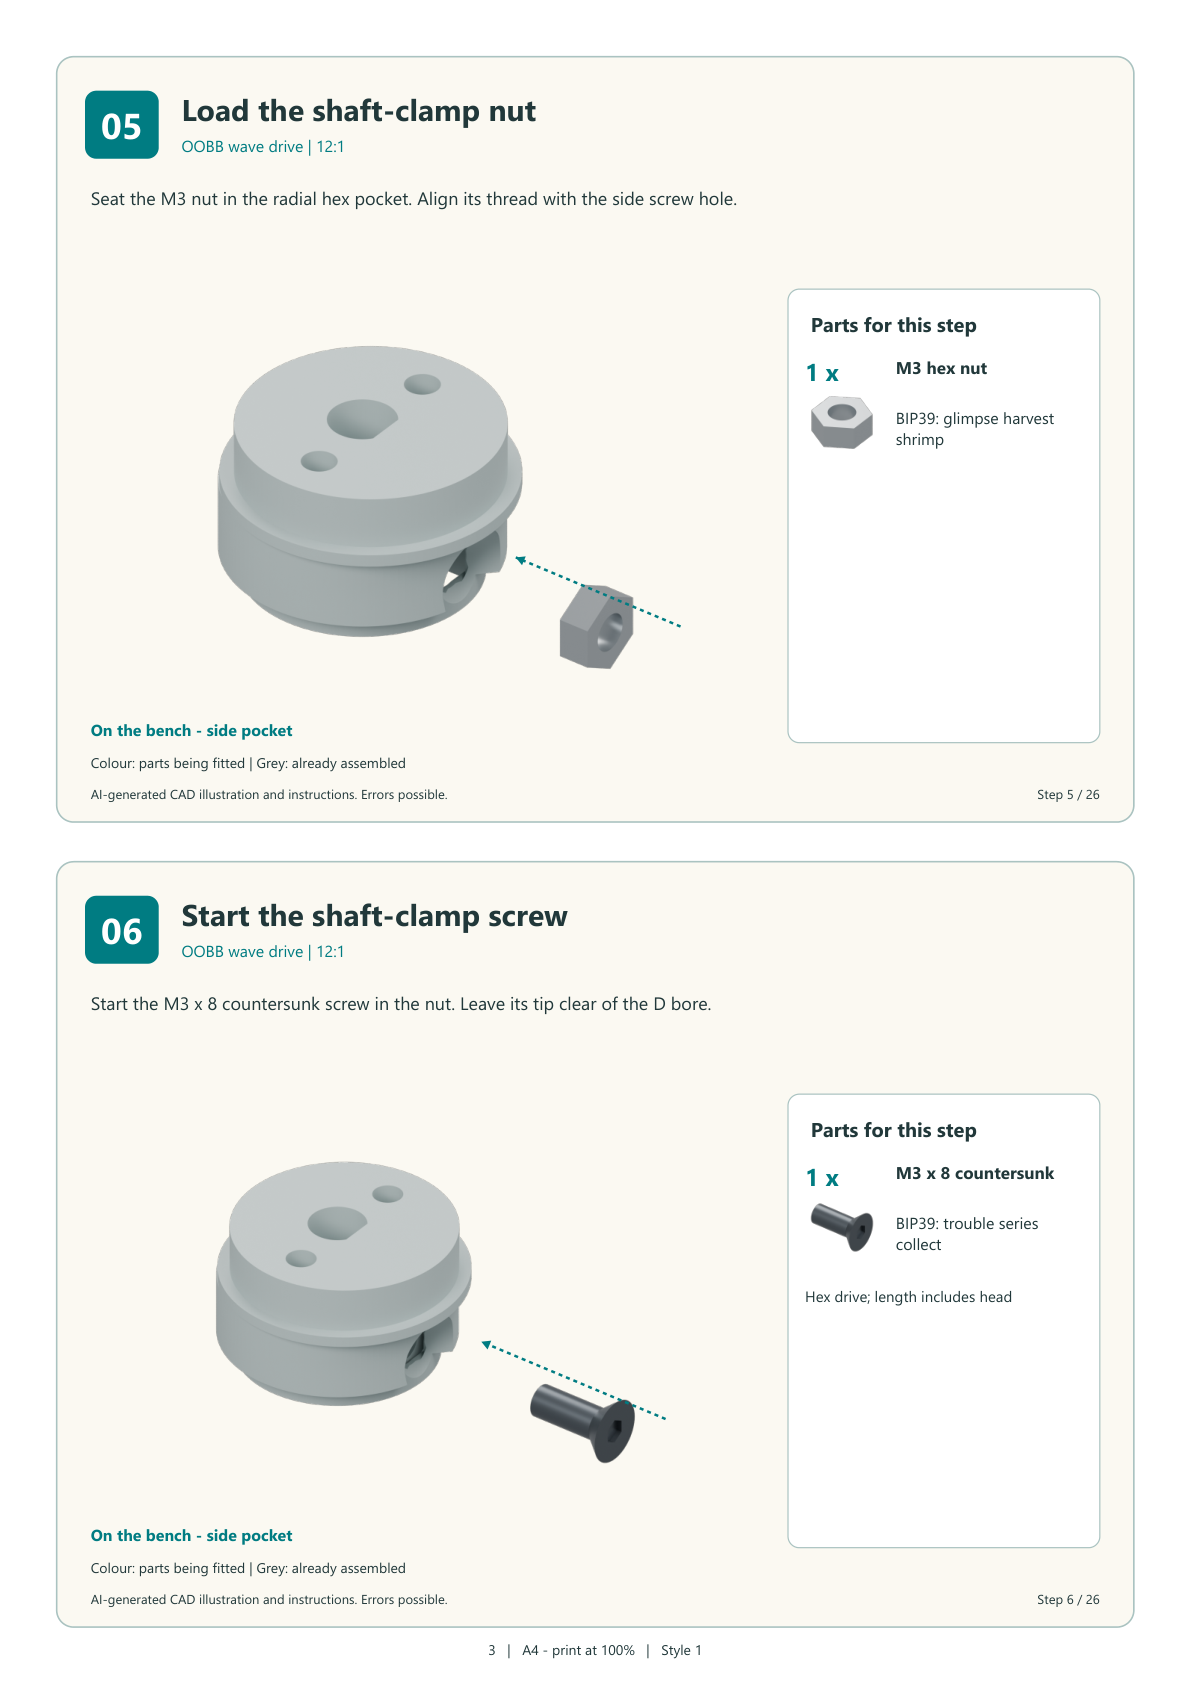 05
Load the shaft-clamp nut
OOBB wave drive | 12:1
Seat the M3 nut in the radial hex pocket. Align its thread with the side screw hole.
Parts for this step
1 x
M3 hex nut
BIP39: glimpse harvest
shrimp
On the bench - side pocket
Colour: parts being fitted | Grey: already assembled
AI-generated CAD illustration and instructions. Errors possible.
Step 5 / 26
06
Start the shaft-clamp screw
OOBB wave drive | 12:1
Start the M3 x 8 countersunk screw in the nut. Leave its tip clear of the D bore.
Parts for this step
1 x
M3 x 8 countersunk
BIP39: trouble series
collect
Hex drive; length includes head
On the bench - side pocket
Colour: parts being fitted | Grey: already assembled
AI-generated CAD illustration and instructions. Errors possible.
Step 6 / 26
3 | A4 - print at 100% | Style 1